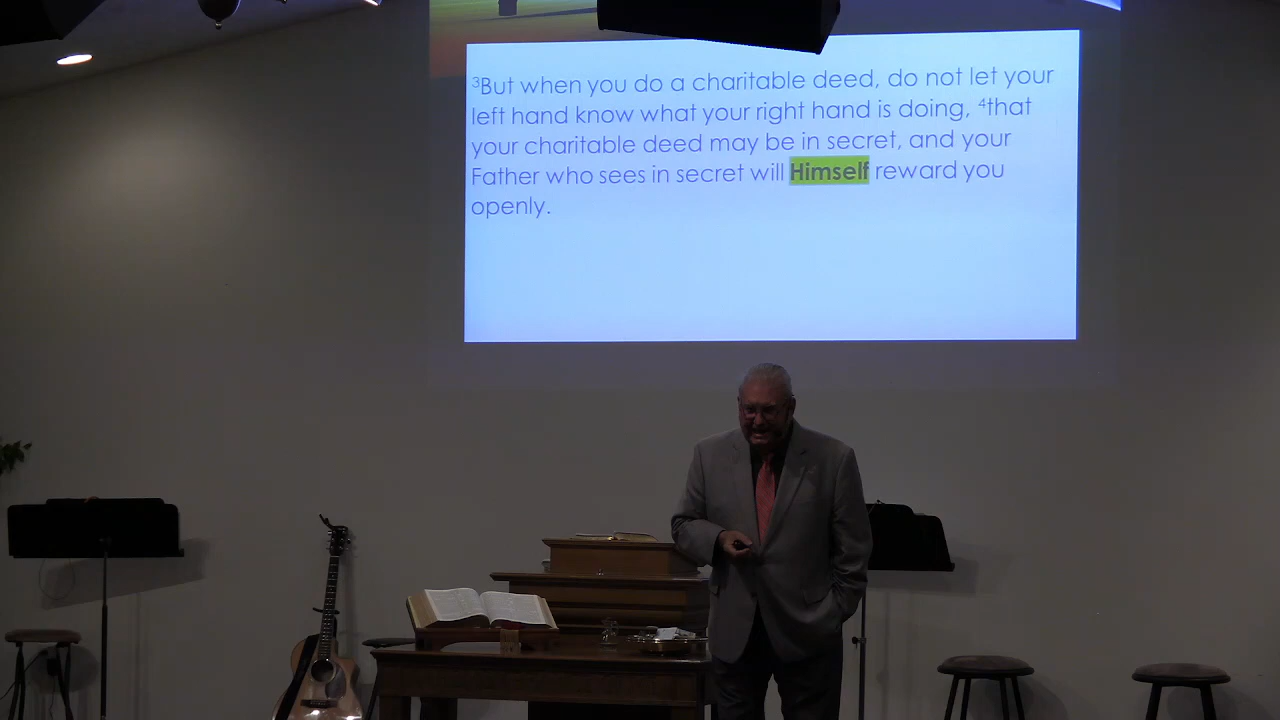 ³But when you do a charitable deed, do not let your
left hand know what your right hand is doing, ⁴that
your charitable deed may be in secret, and your
Father who sees in secret will Himself reward you
openly.